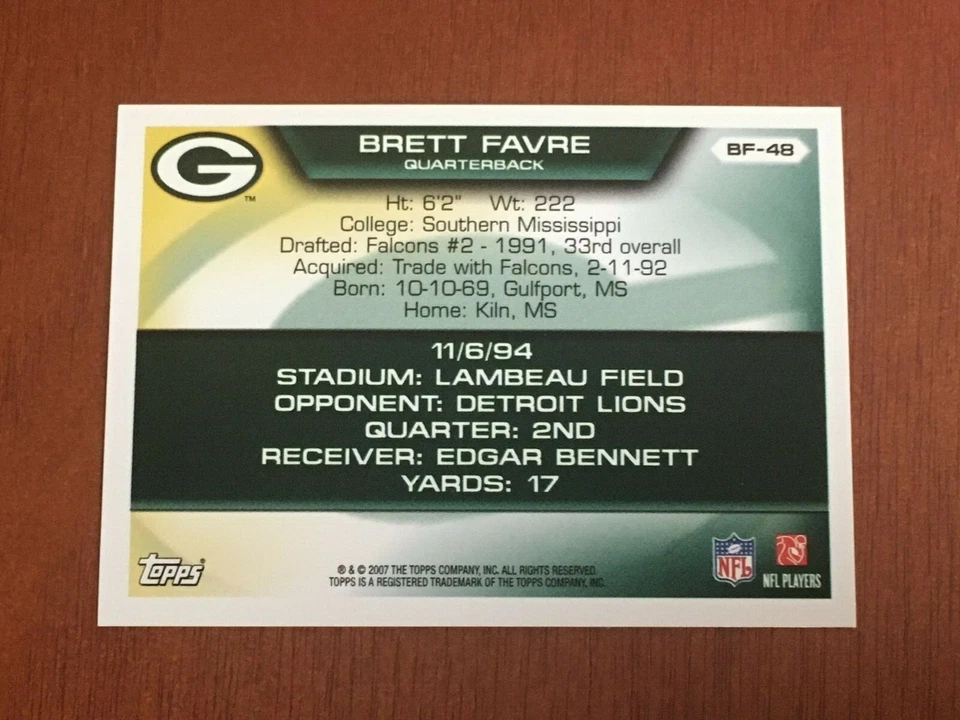 G
TM
BRETT FAVRE
QUARTERBACK
BF-48
Ht: 6'2" Wt: 222
College: Southern Mississippi
Drafted: Falcons #2 - 1991, 33rd overall
Acquired: Trade with Falcons, 2-11-92
Born: 10-10-69, Gulfport, MS
Home: Kiln, MS
11/6/94
STADIUM: LAMBEAU FIELD
OPPONENT: DETROIT LIONS
QUARTER: 2ND
RECEIVER: EDGAR BENNETT
YARDS: 17
Topps®
® & © 2007 THE TOPPS COMPANY, INC. ALL RIGHTS RESERVED.
TOPPS IS A REGISTERED TRADEMARK OF THE TOPPS COMPANY, INC.
NFL
NFL PLAYERS